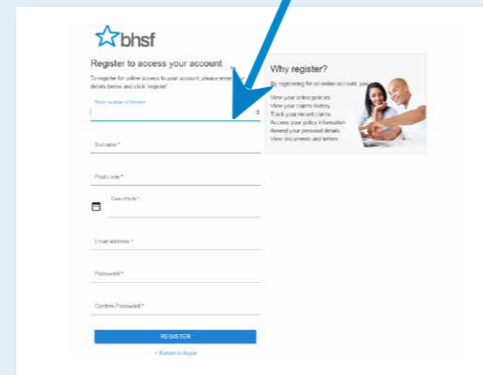 bhsf
Register to access your account
To register for online access to your account, please enter your
details below and click 'register'
Surname *
Post code *
Date of birth *
Email address *
Password *
Confirm Password *
REGISTER
< Return to login
Why register?
By registering for an online account, you
View your online policies
View your claims history
Track your recent claims
Access your policy information
Amend your personal details
View documents and letters